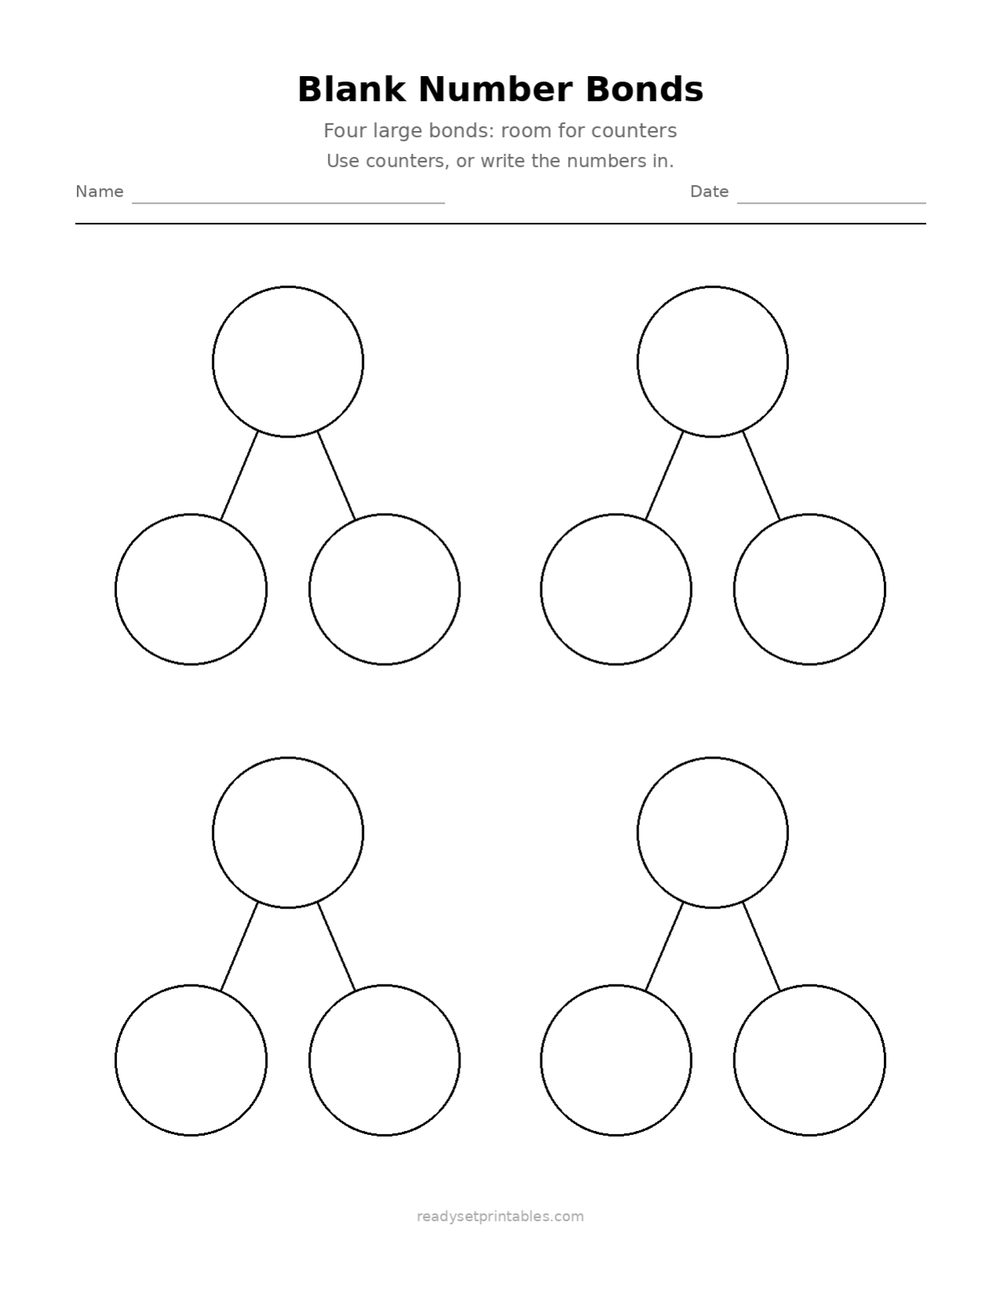 Blank Number Bonds
Four large bonds: room for counters
Use counters, or write the numbers in.
Name Date
readysetprintables.com